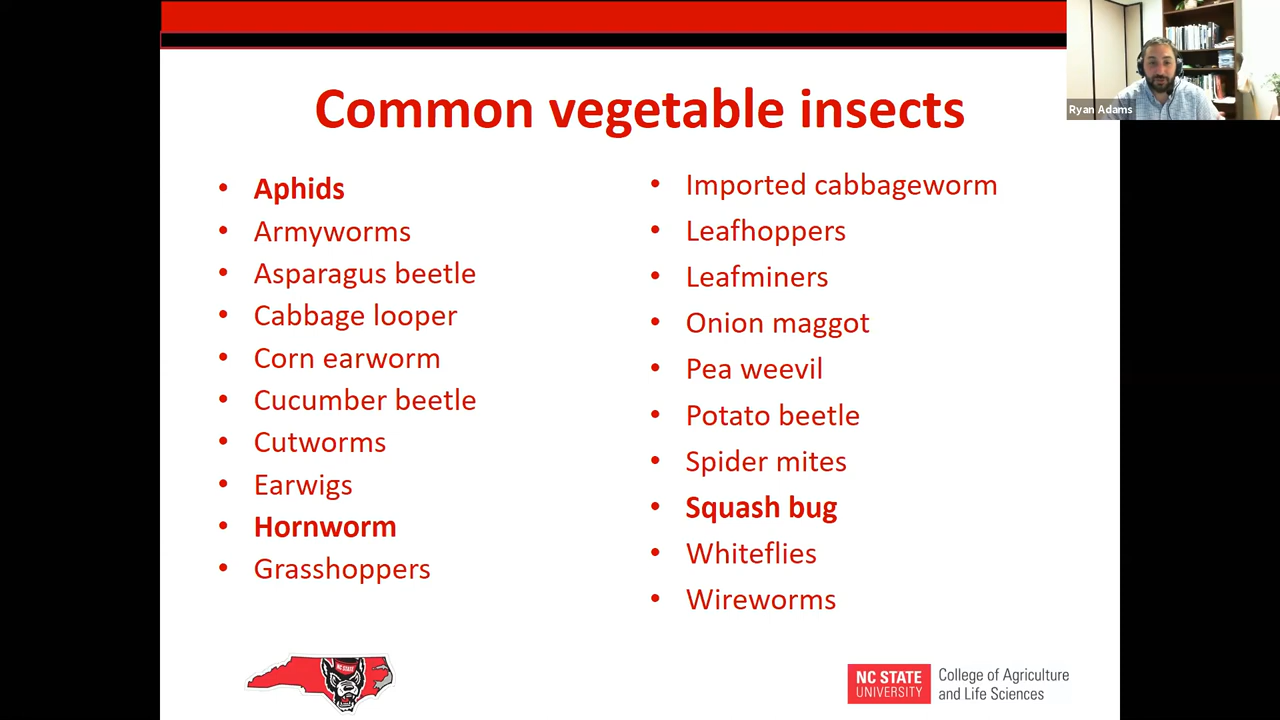 Common vegetable insects
• Aphids
• Armyworms
• Asparagus beetle
• Cabbage looper
• Corn earworm
• Cucumber beetle
• Cutworms
• Earwigs
• Hornworm
• Grasshoppers
• Imported cabbageworm
• Leafhoppers
• Leafminers
• Onion maggot
• Pea weevil
• Potato beetle
• Spider mites
• Squash bug
• Whiteflies
• Wireworms
Ryan Adams
NC STATE
NC STATE
UNIVERSITY
College of Agriculture
and Life Sciences